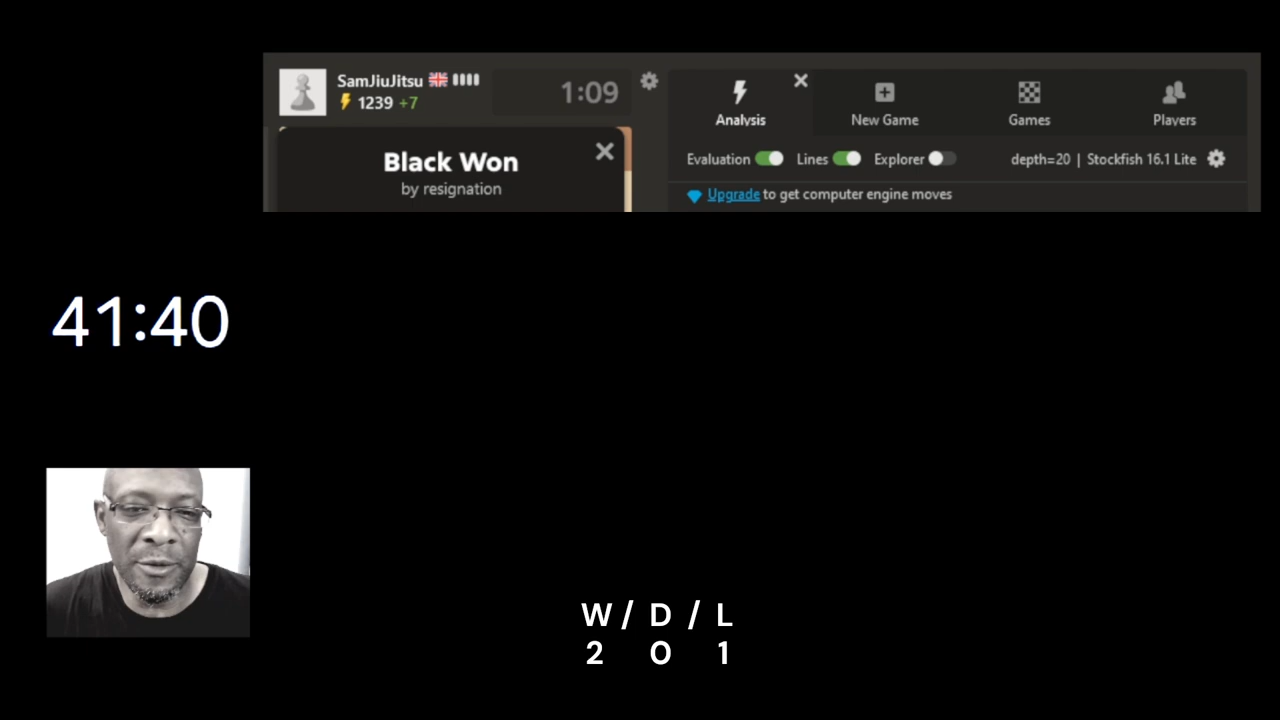 SamJiuJitsu
1239 +7
1:09
Black Won
by resignation
Analysis
New Game
Games
Players
Evaluation Lines Explorer depth=20 | Stockfish 16.1 Lite
Upgrade to get computer engine moves
41:40
W / D / L
2 0 1